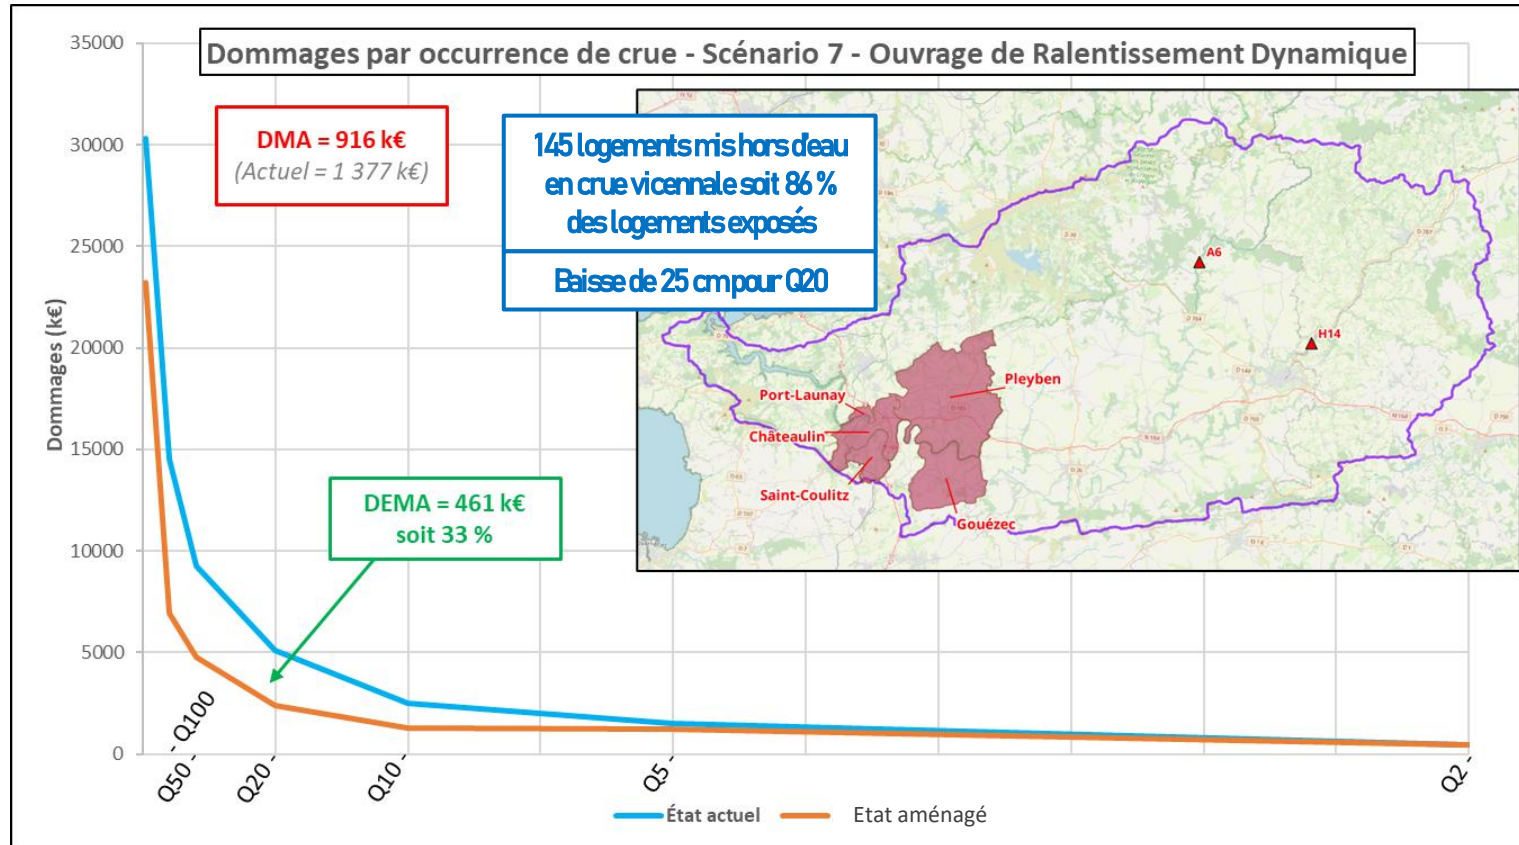 Dommages par occurrence de crue - Scénario 7 - Ouvrage de Ralentissement Dynamique
35000
30000
25000
20000
15000
10000
5000
0
Dommages (k€)
DMA = 916 k€
(Actuel = 1 377 k€)
145 logements mis hors d'eau
en crue vicennale soit 86 %
des logements exposés
Baisse de 25 cm pour Q20
DEMA = 461 k€
soit 33 %
A6
H14
Pleyben
Port-Launay
Châteaulin
Saint-Coulitz
Gouézec
- Q100
Q50 -
Q20 -
Q10 -
Q5 -
Q2 -
État actuel
Etat aménagé